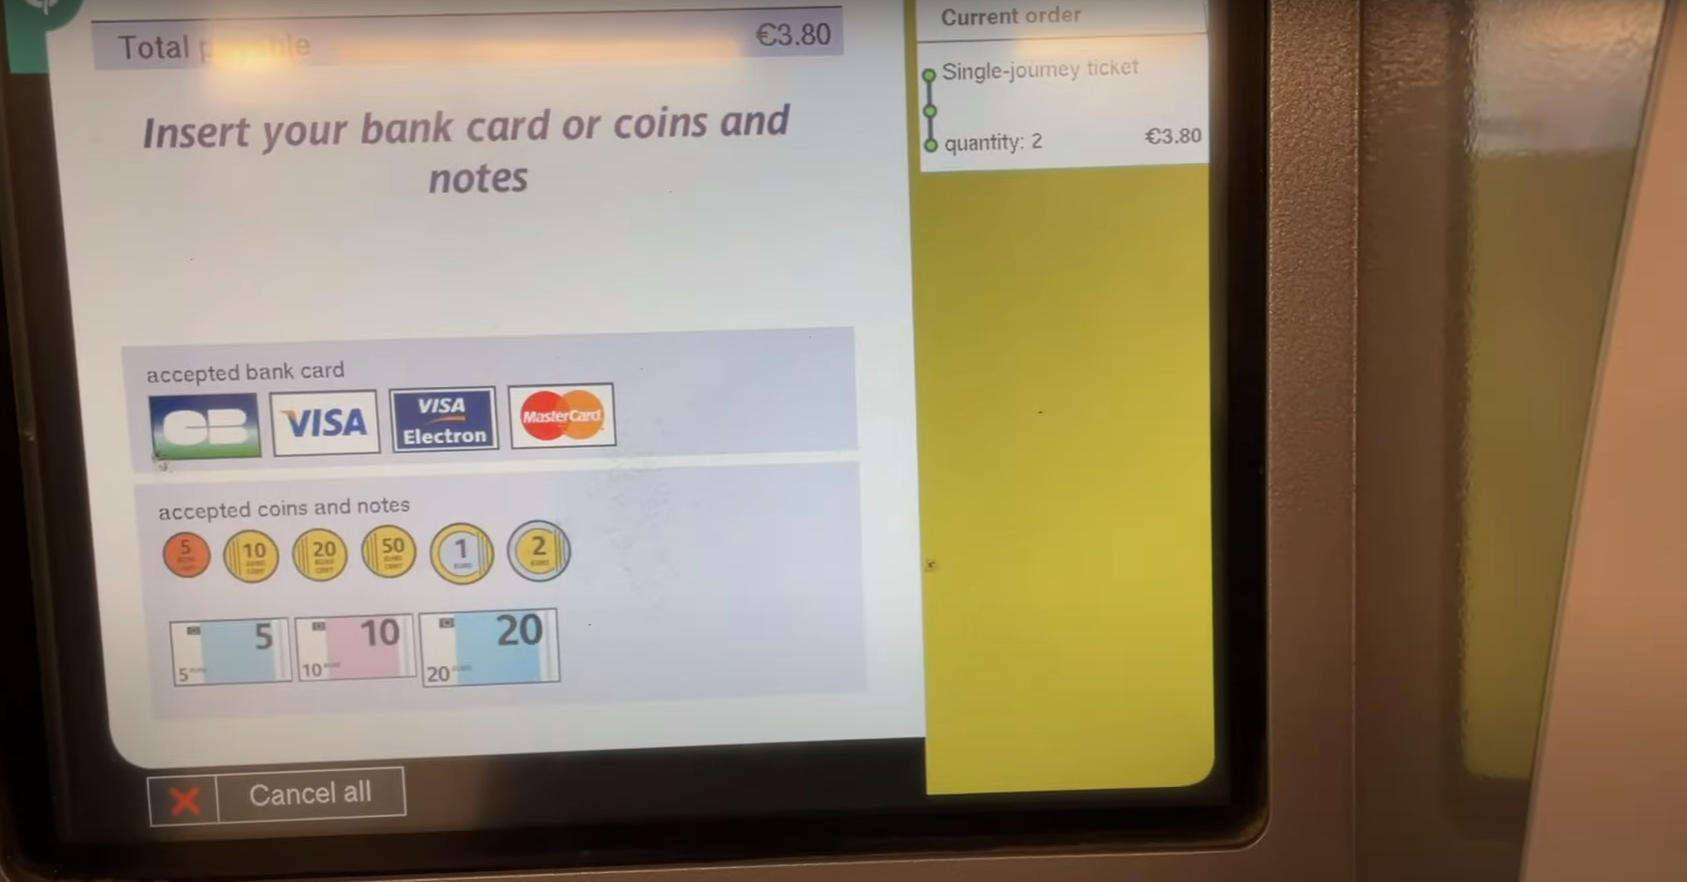 Total payable
€3.80
Insert your bank card or coins and
notes
accepted bank card
CB
VISA
VISA
Electron
MasterCard
accepted coins and notes
5
10
20
50
1
2
5
5
10
10
20
20
Cancel all
Current order
Single-journey ticket
quantity: 2
€3.80